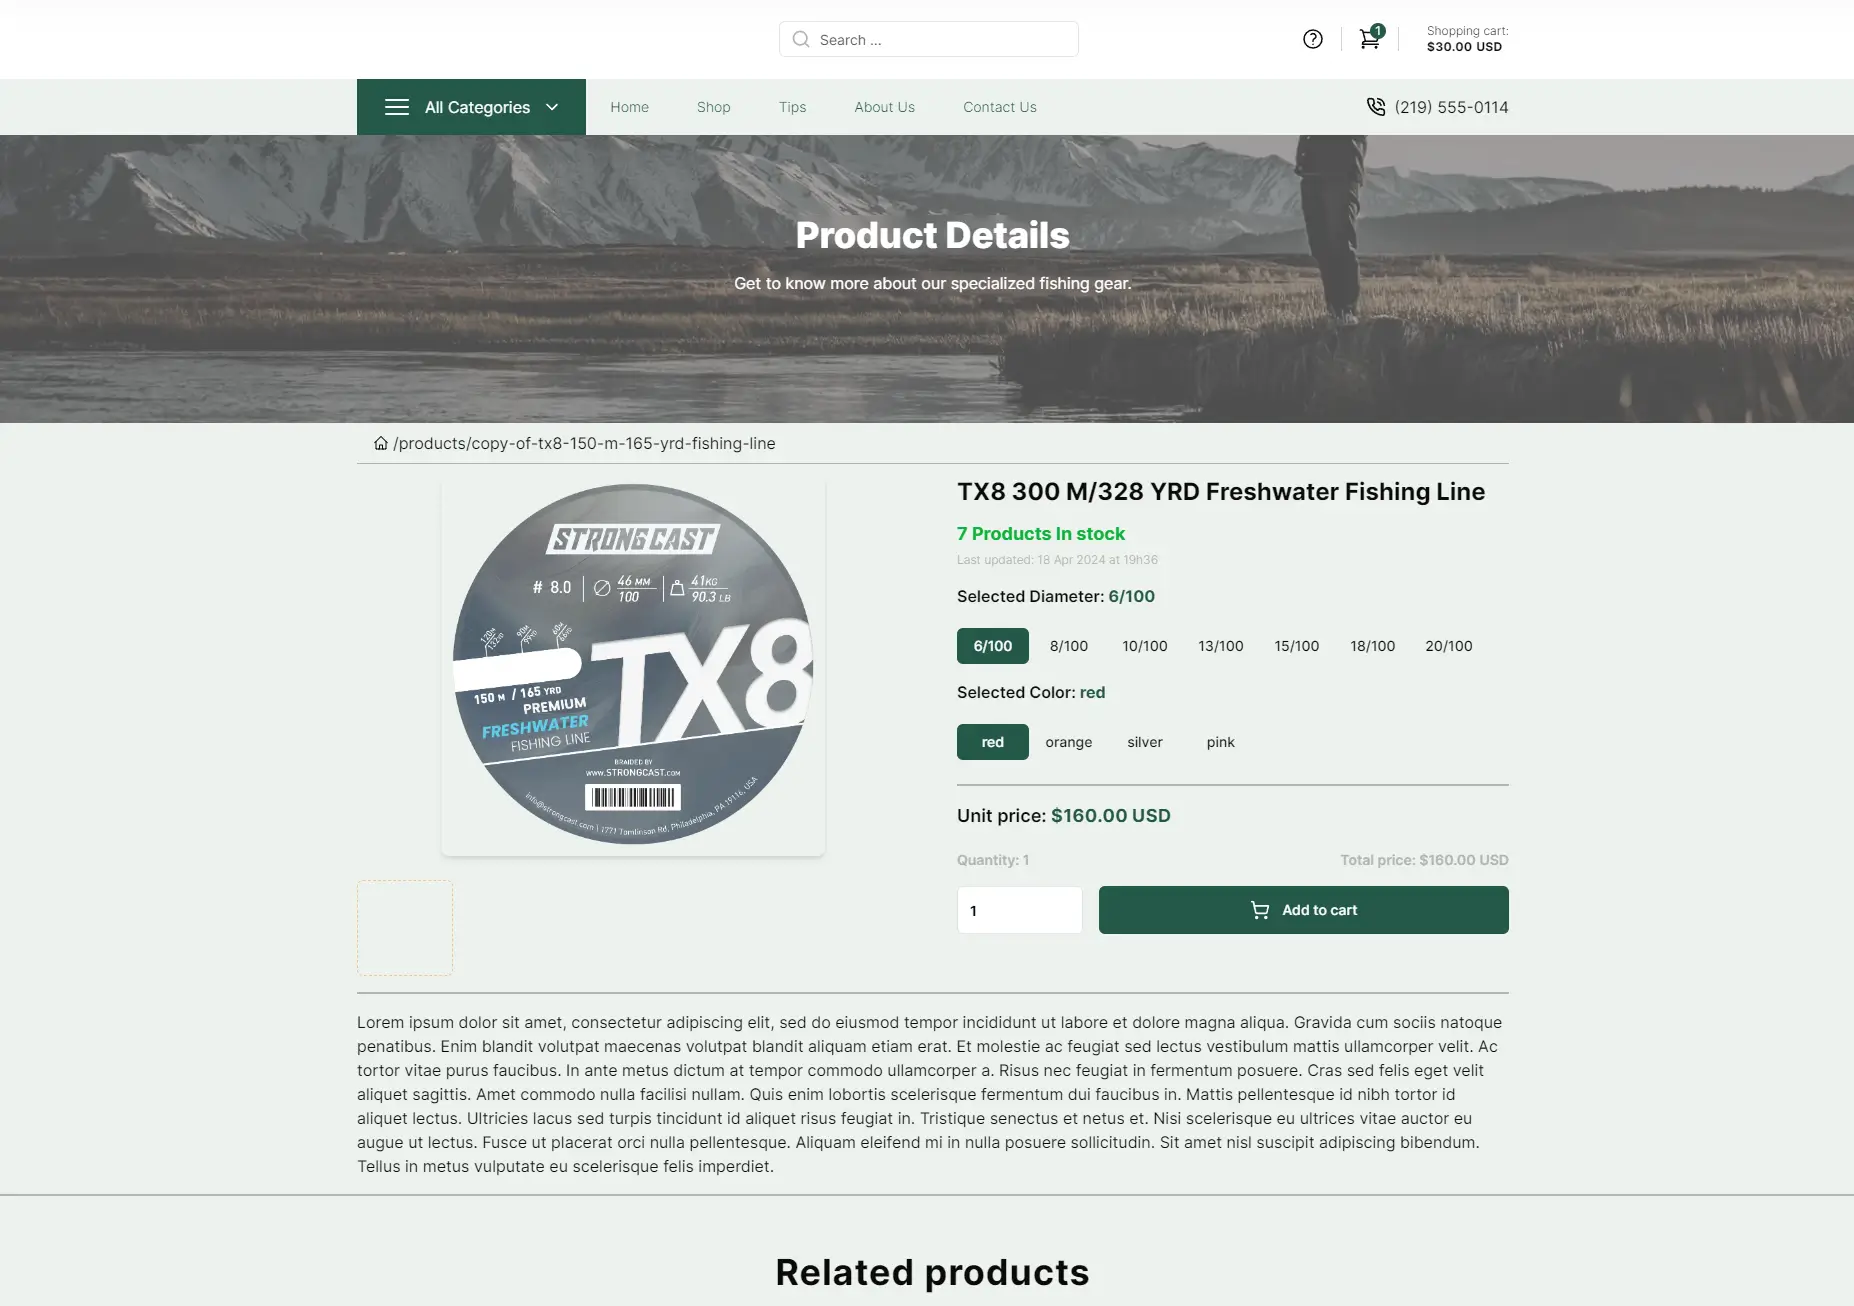 Search ...
1
Shopping cart:
$30.00 USD
All Categories
Home
Shop
Tips
About Us
Contact Us
(219) 555-0114
Product Details
Get to know more about our specialized fishing gear.
/products/copy-of-tx8-150-m-165-yrd-fishing-line
STRONG CAST
# 8.0
46 MM
100
41KG
90.3 LB
120M
132YD
90M
99YD
60M
66YD
TX8
150 M / 165 YRD
PREMIUM
FRESHWATER
FISHING LINE
BRAIDED BY
WWW.STRONGCAST.COM
info@strongcast.com | 1771 Tomlinson Rd, Philadelphia, PA 19116, USA
TX8 300 M/328 YRD Freshwater Fishing Line
7 Products In stock
Last updated: 18 Apr 2024 at 19h36
Selected Diameter: 6/100
6/100
8/100
10/100
13/100
15/100
18/100
20/100
Selected Color: red
red
orange
silver
pink
Unit price: $160.00 USD
Quantity: 1
Total price: $160.00 USD
1
Add to cart
Lorem ipsum dolor sit amet, consectetur adipiscing elit, sed do eiusmod tempor incididunt ut labore et dolore magna aliqua. Gravida cum sociis natoque
penatibus. Enim blandit volutpat maecenas volutpat blandit aliquam etiam erat. Et molestie ac feugiat sed lectus vestibulum mattis ullamcorper velit. Ac
tortor vitae purus faucibus. In ante metus dictum at tempor commodo ullamcorper a. Risus nec feugiat in fermentum posuere. Cras sed felis eget velit
aliquet sagittis. Amet commodo nulla facilisi nullam. Quis enim lobortis scelerisque fermentum dui faucibus in. Mattis pellentesque id nibh tortor id
aliquet lectus. Ultricies lacus sed turpis tincidunt id aliquet risus feugiat in. Tristique senectus et netus et. Nisi scelerisque eu ultrices vitae auctor eu
augue ut lectus. Fusce ut placerat orci nulla pellentesque. Aliquam eleifend mi in nulla posuere sollicitudin. Sit amet nisl suscipit adipiscing bibendum.
Tellus in metus vulputate eu scelerisque felis imperdiet.
Related products